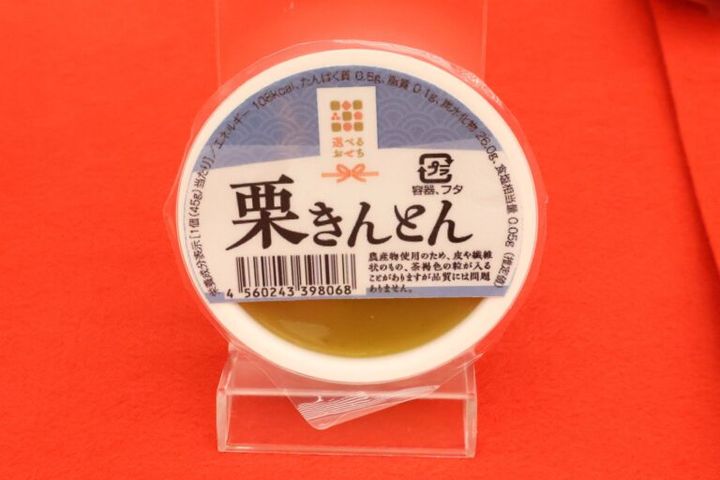 栄養成分表示[1個(45g)当たり]/エネルギー 108kcal、たんぱく質 0.5g、脂質 0.1g、炭水化物 26.0g、食塩相当量 0.05g (推定値)
選べる
おせち
プラ
容器、フタ
栗きんとん
農産物使用のため、皮や繊維
状のもの、茶褐色の粒が入る
ことがありますが品質には問題
ありません。
4 560243 398068